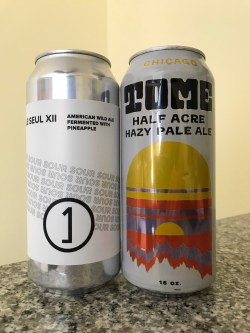 E SEUL XII
AMERICAN WILD ALE
FERMENTED WITH
PINEAPPLE
SOUR SOUR SOUR SOUR
1
CHICAGO
TOME
HALF ACRE
HAZY PALE ALE
16 oz.